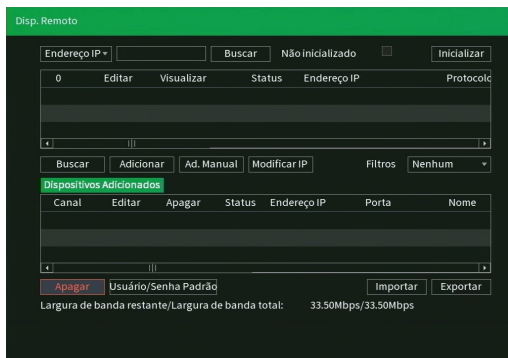 Disp. Remoto
Endereço IP Buscar Não inicializado Inicializar
0 Editar Visualizar Status Endereço IP Protocolo
Buscar Adicionar Ad. Manual Modificar IP Filtros Nenhum
Dispositivos Adicionados
Canal Editar Apagar Status Endereço IP Porta Nome
Apagar Usuário/Senha Padrão Importar Exportar
Largura de banda restante/Largura de banda total: 33.50Mbps/33.50Mbps